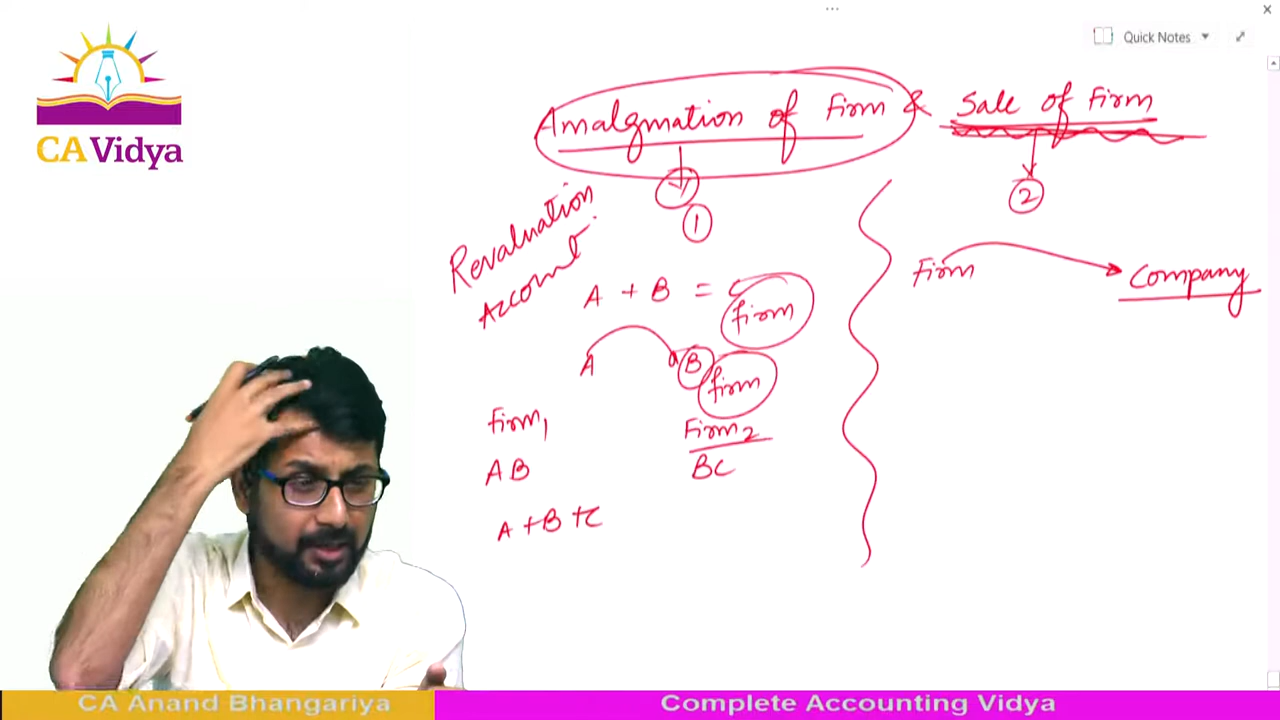 Quick Notes
CA Vidya
Amalgmation of Firm & Sale of Firm
1
2
Revaluation
Account
A + B = C
firm
Firm
Company
A
B
firm
firm1
Firm2
AB
BC
A + B + C
CA Anand Bhangariya
Complete Accounting Vidya